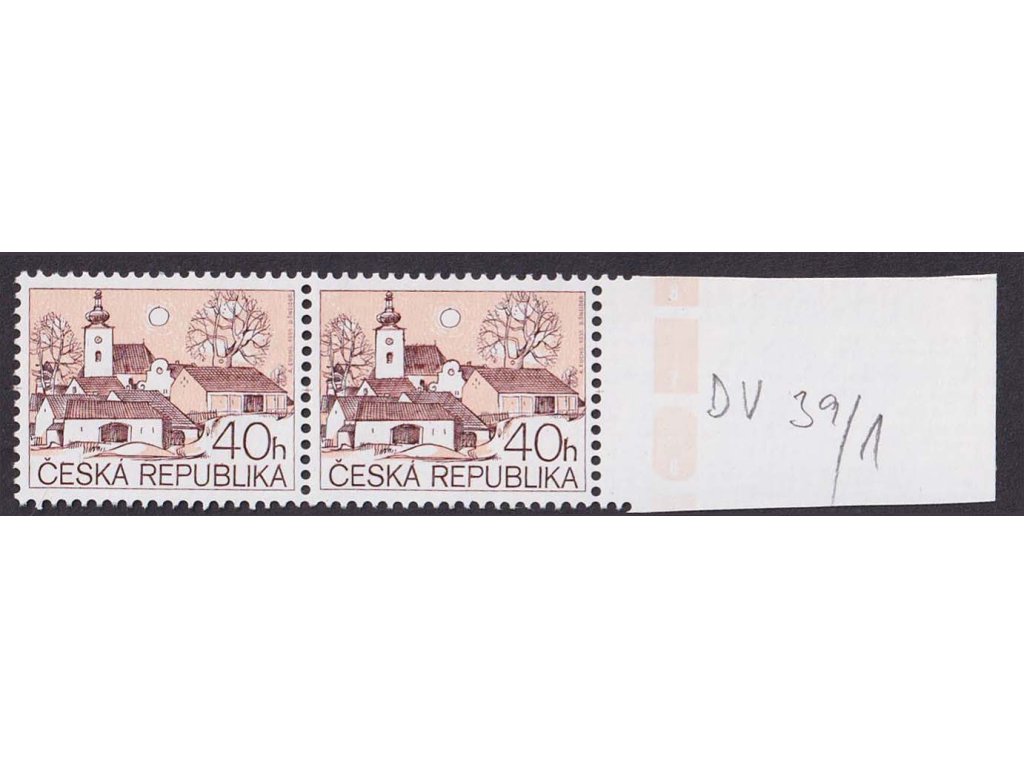 40h
ČESKÁ REPUBLIKA
40h
ČESKÁ REPUBLIKA
DV 39/1